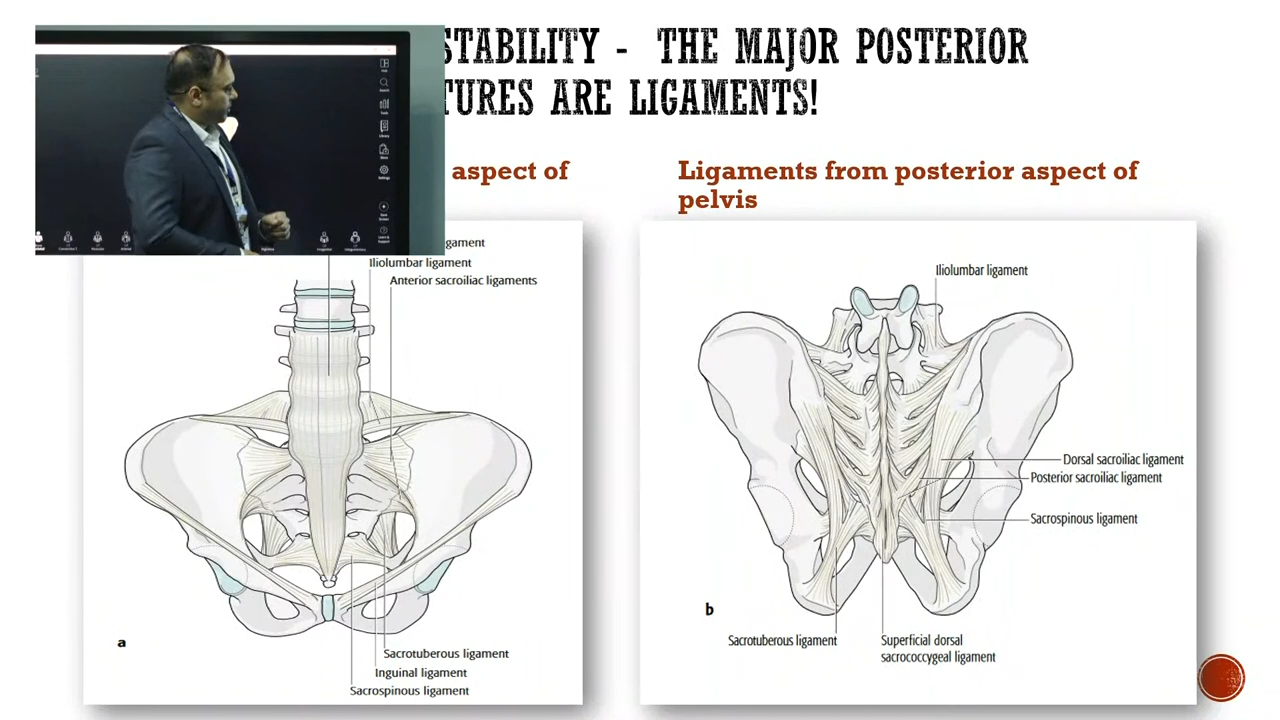 STABILITY - THE MAJOR POSTERIOR
TURES ARE LIGAMENTS!
aspect of
Ligaments from posterior aspect of
pelvis
gament
Iliolumbar ligament
Anterior sacroiliac ligaments
Sacrotuberous ligament
Inguinal ligament
Sacrospinous ligament
a
Iliolumbar ligament
Dorsal sacroiliac ligament
Posterior sacroiliac ligament
Sacrospinous ligament
b
Sacrotuberous ligament
Superficial dorsal
sacrococcygeal ligament